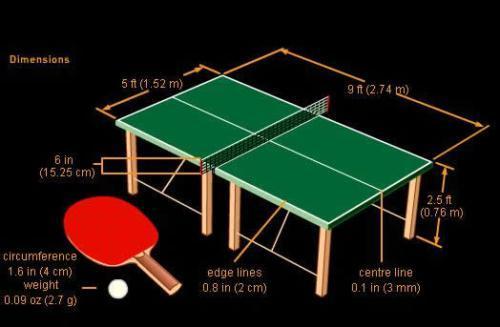 Dimensions
5 ft (1.52 m)
9 ft (2.74 m)
6 in
(15.25 cm)
2.5 ft
(0.76 m)
circumference
1.6 in (4 cm)
weight
0.09 oz (2.7 g)
edge lines
0.8 in (2 cm)
centre line
0.1 in (3 mm)